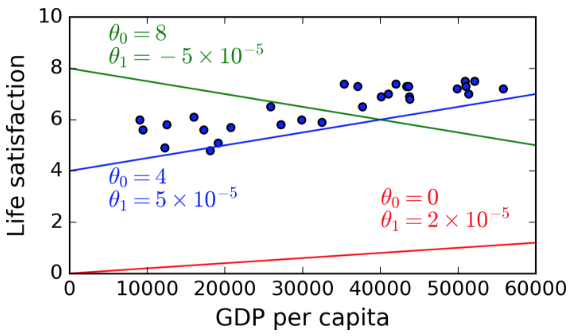 10
θ₀ = 8
θ₁ = − 5 × 10⁻⁵
8
6
4
θ₀ = 4
θ₁ = 5 × 10⁻⁵
θ₀ = 0
θ₁ = 2 × 10⁻⁵
2
0
Life satisfaction
0 10000 20000 30000 40000 50000 60000
GDP per capita